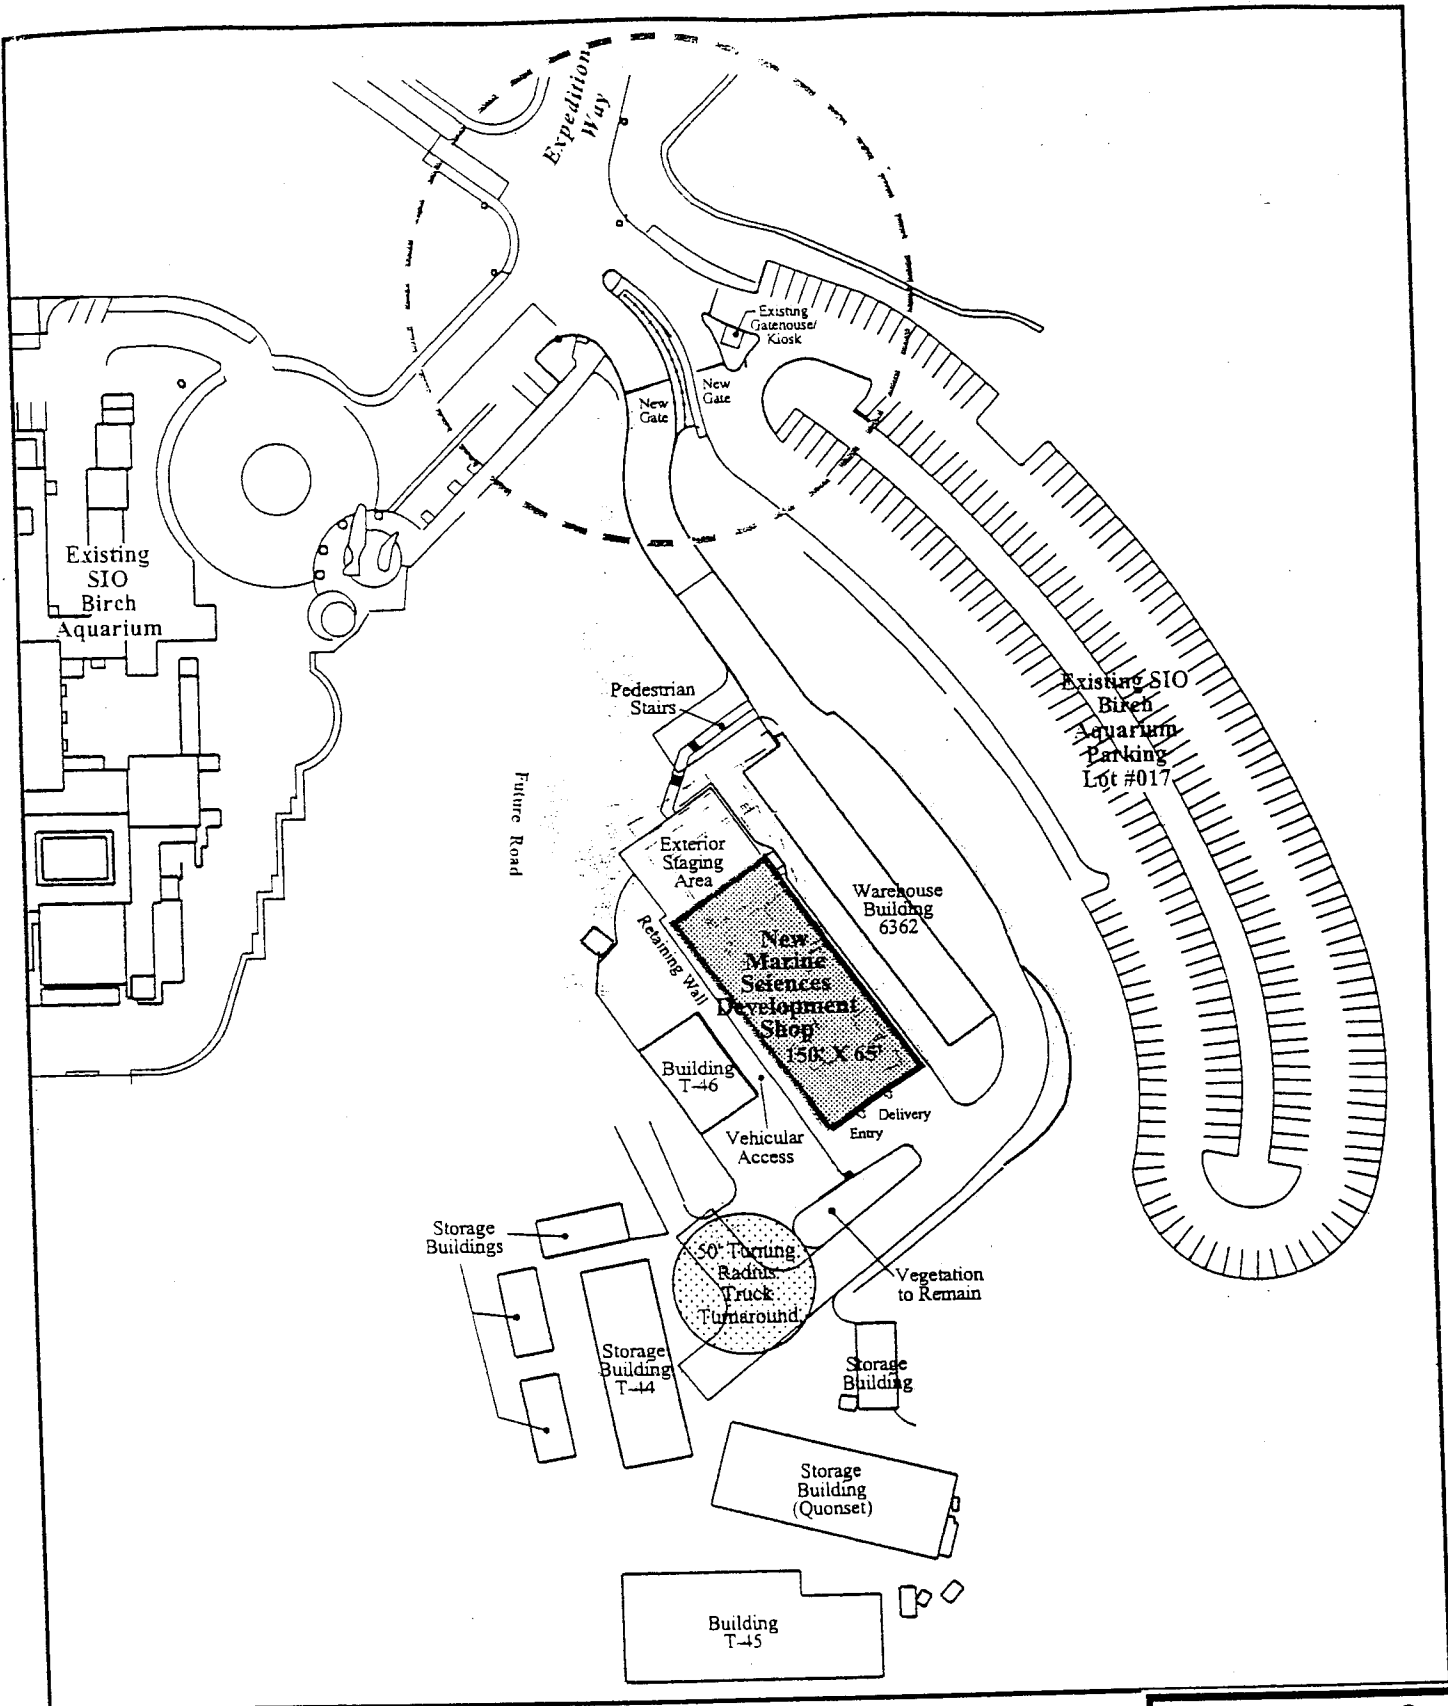 Expedition
Way
Existing
Gatehouse/
Kiosk
New
Gate
New
Gate
Existing
SIO
Birch
Aquarium
Existing SIO
Birch
Aquarium
Parking
Lot #017
Pedestrian
Stairs
Future Road
Exterior
Staging
Area
Warehouse
Building
6362
Retaining Wall
New
Marine
Sciences
Development
Shop
150' X 65'
Building
T-46
Delivery
Entry
Vehicular
Access
Storage
Buildings
50' Turning
Radius
Truck
Turnaround
Vegetation
to Remain
Storage
Building
T-44
Storage
Building
Storage
Building
(Quonset)
Building
T-45